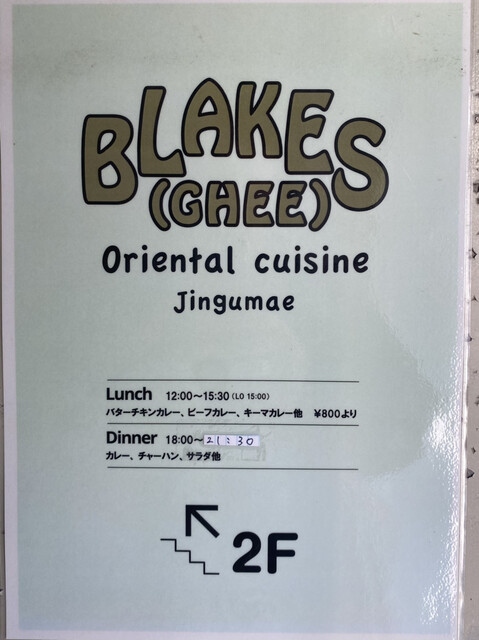 BLAKES
(GHEE)
Oriental cuisine
Jingumae
Lunch 12:00〜15:30 (LO 15:00)
バターチキンカレー、ビーフカレー、キーマカレー他 ¥800より
Dinner 18:00〜21:30
カレー、チャーハン、サラダ他
2F